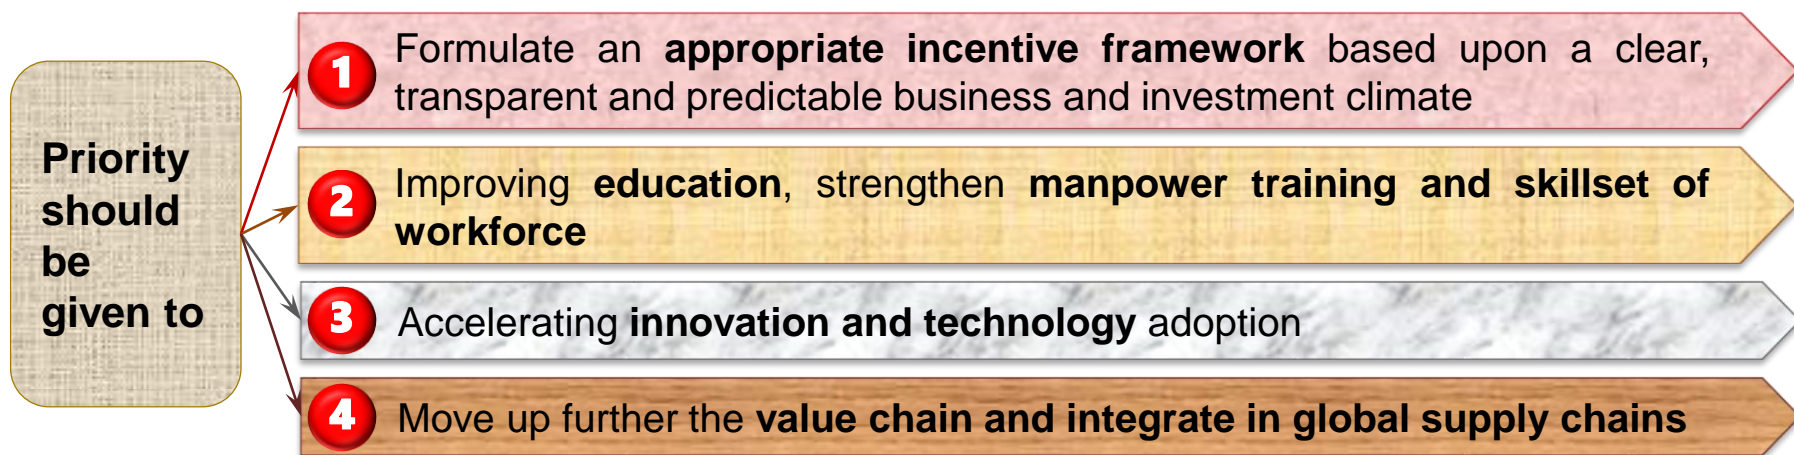 Priority
should
be
given to
1
Formulate an appropriate incentive framework based upon a clear,
transparent and predictable business and investment climate
2
Improving education, strengthen manpower training and skillset of
workforce
3
Accelerating innovation and technology adoption
4
Move up further the value chain and integrate in global supply chains